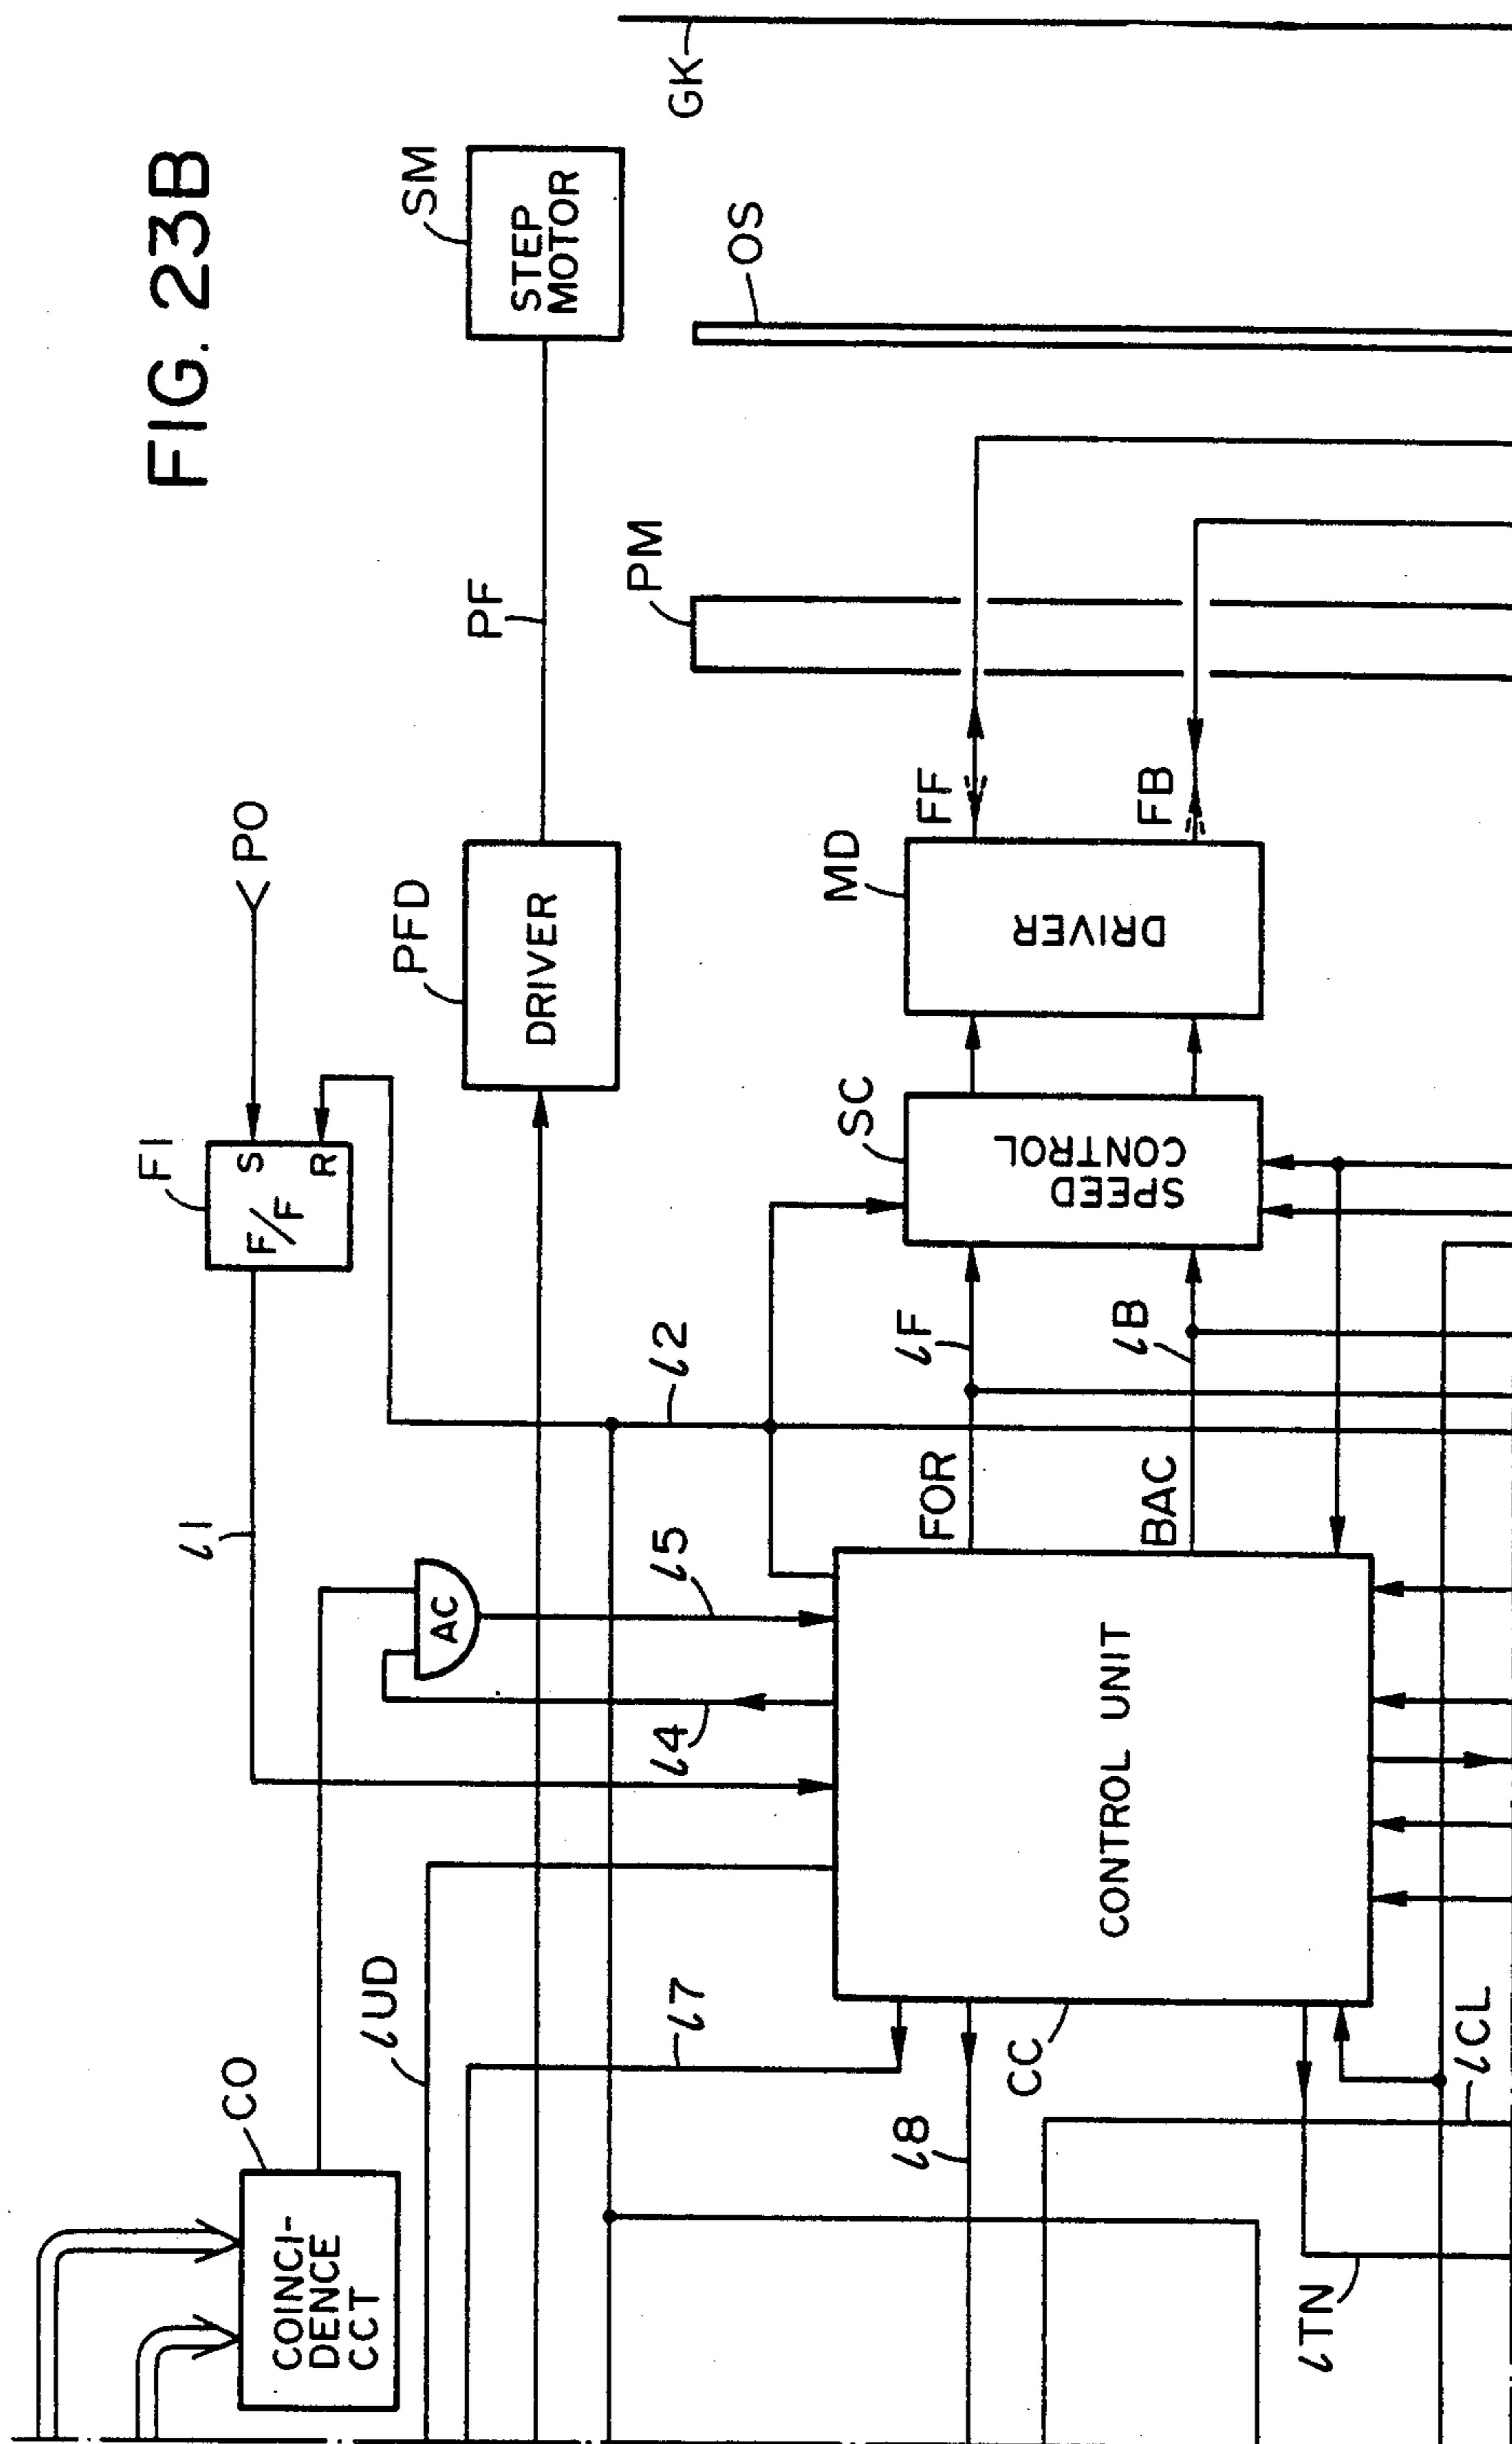 FIG. 23B
CO
COINCI-
DENCE
CCT
ℓUD
ℓ1
F1
F/F
S
R
PO
AC
ℓ4
ℓ5
ℓ2
PFD
DRIVER
PF
SM
STEP
MOTOR
ℓ7
ℓ8
CC
CONTROL UNIT
FOR
BAC
ℓF
ℓB
SC
SPEED
CONTROL
MD
DRIVER
FF
FB
PM
OS
GK
ℓTN
ℓCL